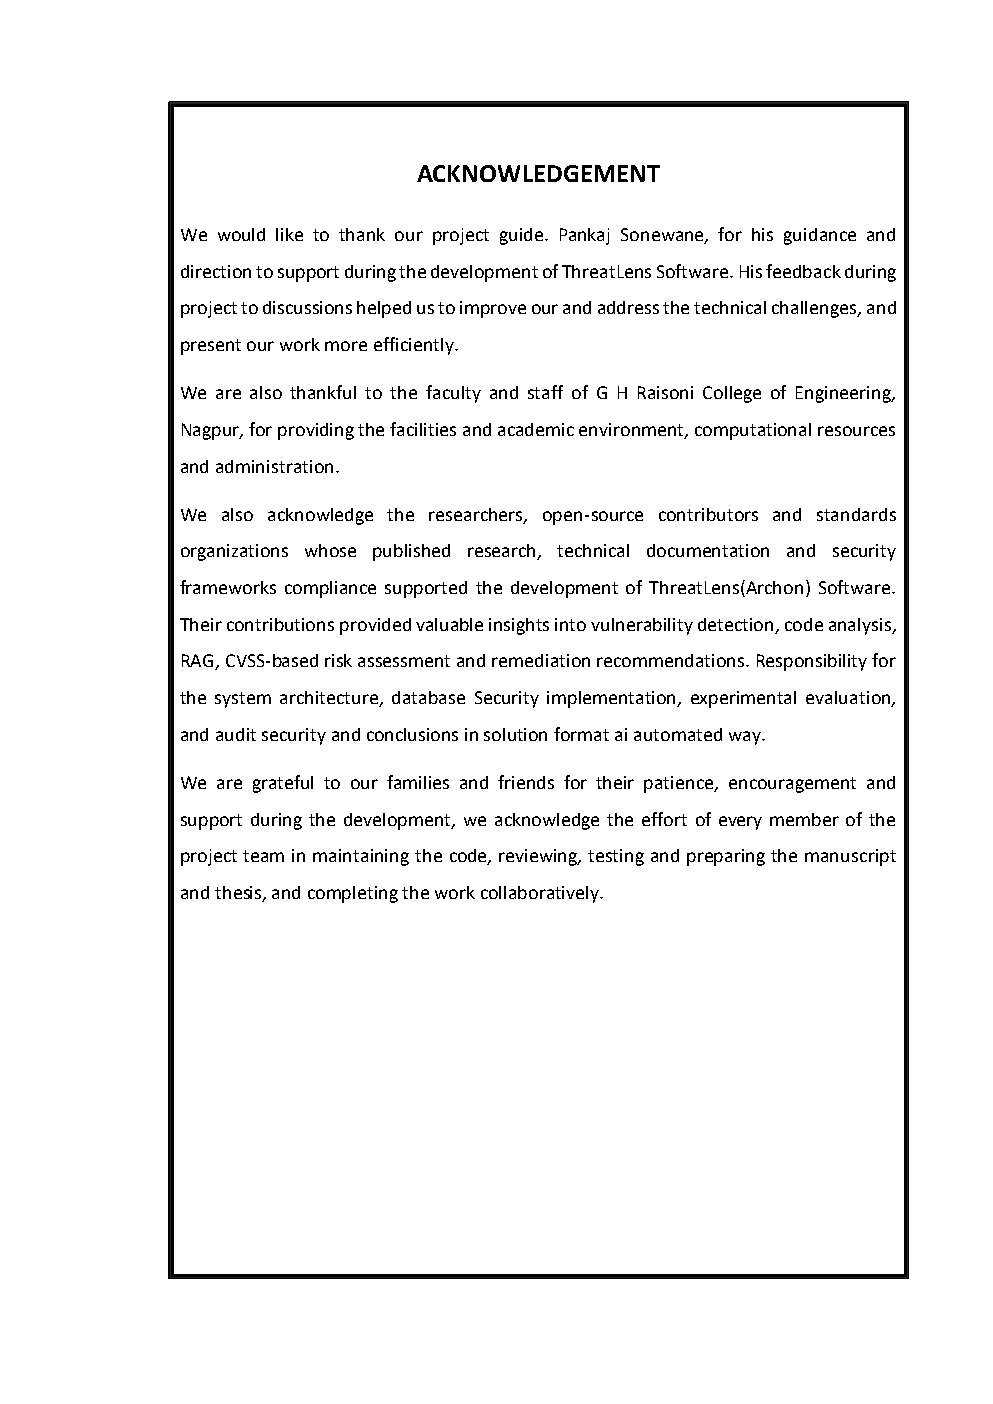 ACKNOWLEDGEMENT
We would like to thank our project guide. Pankaj Sonewane, for his guidance and
direction to support during the development of ThreatLens Software. His feedback during
project to discussions helped us to improve our and address the technical challenges, and
present our work more efficiently.
We are also thankful to the faculty and staff of G H Raisoni College of Engineering,
Nagpur, for providing the facilities and academic environment, computational resources
and administration.
We also acknowledge the researchers, open-source contributors and standards
organizations whose published research, technical documentation and security
frameworks compliance supported the development of ThreatLens(Archon) Software.
Their contributions provided valuable insights into vulnerability detection, code analysis,
RAG, CVSS-based risk assessment and remediation recommendations. Responsibility for
the system architecture, database Security implementation, experimental evaluation,
and audit security and conclusions in solution format ai automated way.
We are grateful to our families and friends for their patience, encouragement and
support during the development, we acknowledge the effort of every member of the
project team in maintaining the code, reviewing, testing and preparing the manuscript
and thesis, and completing the work collaboratively.